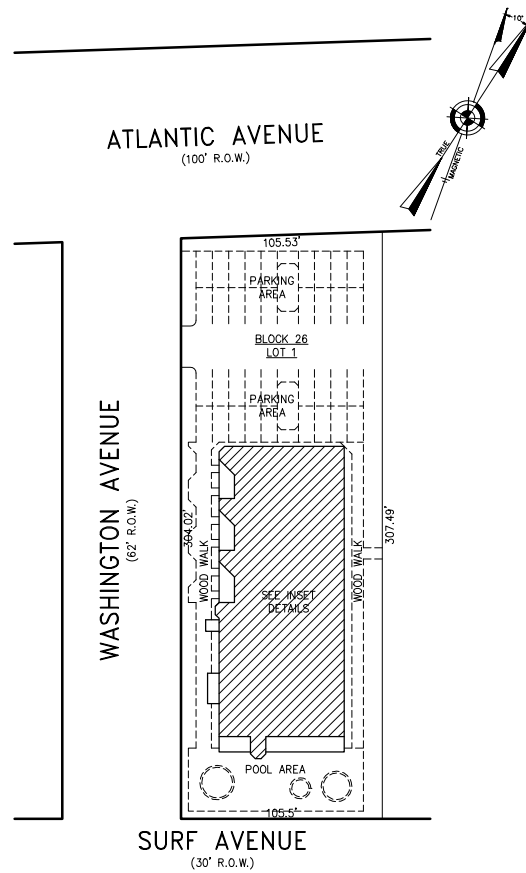 10'
TRUE
MAGNETIC
ATLANTIC AVENUE
(100' R.O.W.)
105.53'
PARKING
AREA
BLOCK 26
LOT 1
PARKING
AREA
WASHINGTON AVENUE
(62' R.O.W.)
304.02'
WOOD WALK
SEE INSET
DETAILS
WOOD WALK
307.49'
POOL AREA
105.5'
SURF AVENUE
(30' R.O.W.)